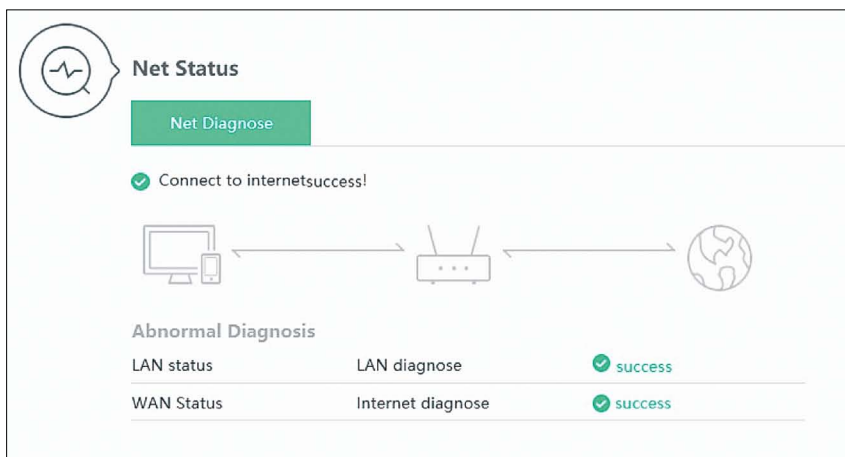 Net Status
Net Diagnose
Connect to internetsuccess!
Abnormal Diagnosis
LAN status LAN diagnose success
WAN Status Internet diagnose success